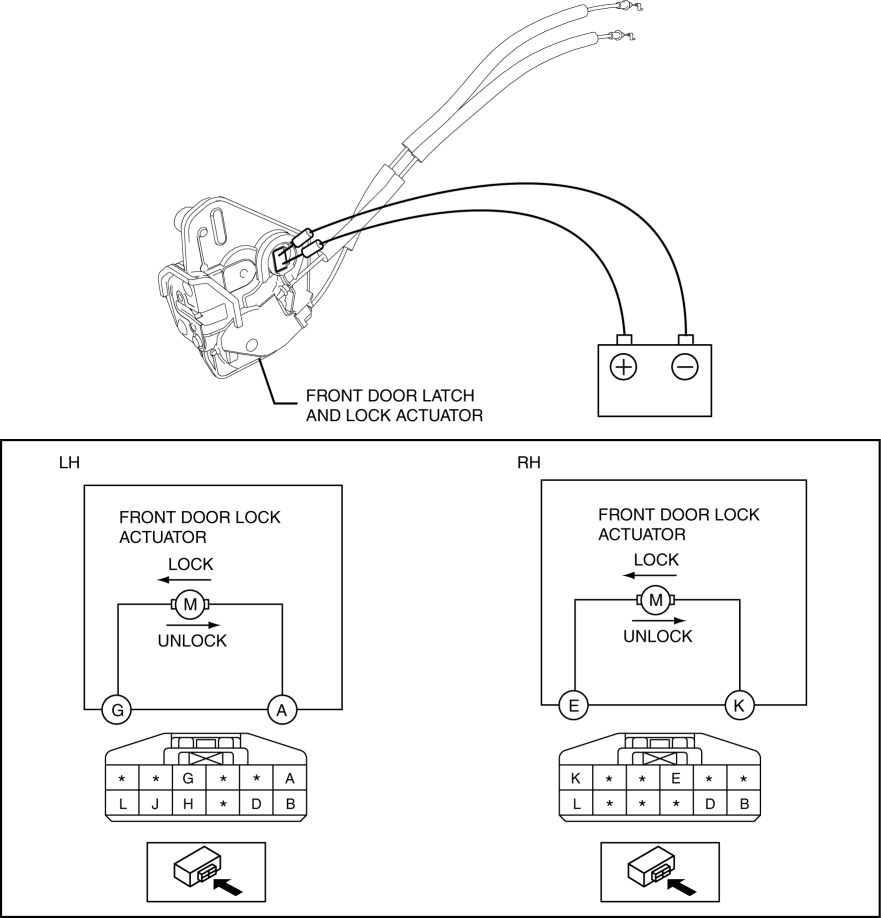 + −
FRONT DOOR LATCH
AND LOCK ACTUATOR
LH
FRONT DOOR LOCK
ACTUATOR
LOCK
M
UNLOCK
G A
* * G * * A
L J H * D B
RH
FRONT DOOR LOCK
ACTUATOR
LOCK
M
UNLOCK
E K
K * * E * *
L * * * D B